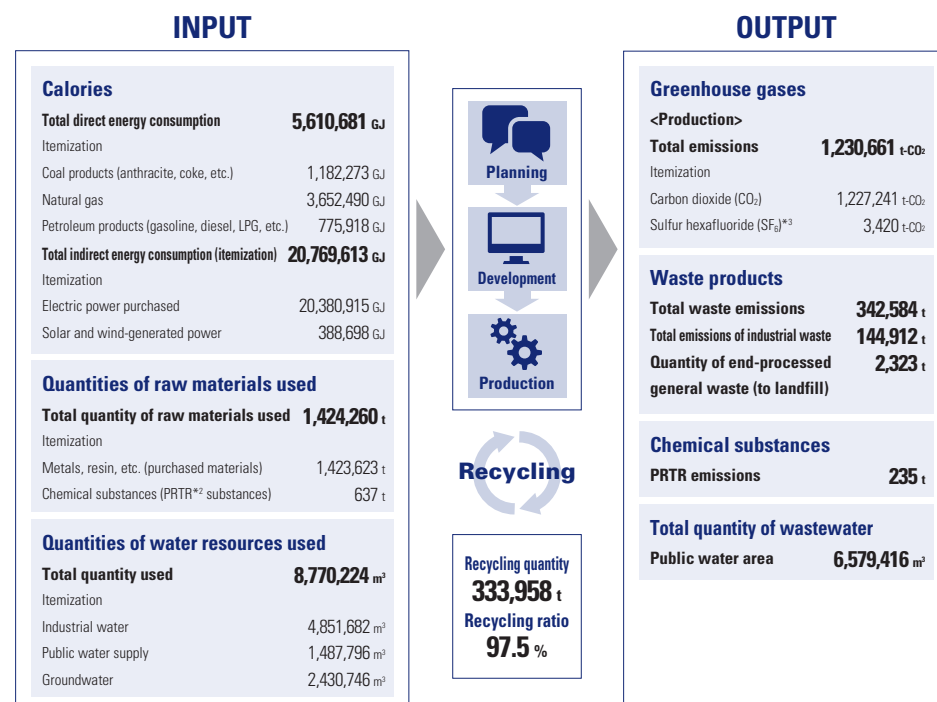 INPUT
Calories
Total direct energy consumption 5,610,681 GJ
Itemization
Coal products (anthracite, coke, etc.) 1,182,273 GJ
Natural gas 3,652,490 GJ
Petroleum products (gasoline, diesel, LPG, etc.) 775,918 GJ
Total indirect energy consumption (itemization) 20,769,613 GJ
Itemization
Electric power purchased 20,380,915 GJ
Solar and wind-generated power 388,698 GJ
Quantities of raw materials used
Total quantity of raw materials used 1,424,260 t
Itemization
Metals, resin, etc. (purchased materials) 1,423,623 t
Chemical substances (PRTR*2 substances) 637 t
Quantities of water resources used
Total quantity used 8,770,224 m³
Itemization
Industrial water 4,851,682 m³
Public water supply 1,487,796 m³
Groundwater 2,430,746 m³
Planning
Development
Production
Recycling
Recycling quantity
333,958 t
Recycling ratio
97.5 %
OUTPUT
Greenhouse gases
<Production>
Total emissions 1,230,661 t-CO₂
Itemization
Carbon dioxide (CO₂) 1,227,241 t-CO₂
Sulfur hexafluoride (SF₆)*3 3,420 t-CO₂
Waste products
Total waste emissions 342,584 t
Total emissions of industrial waste 144,912 t
Quantity of end-processed 2,323 t
general waste (to landfill)
Chemical substances
PRTR emissions 235 t
Total quantity of wastewater
Public water area 6,579,416 m³